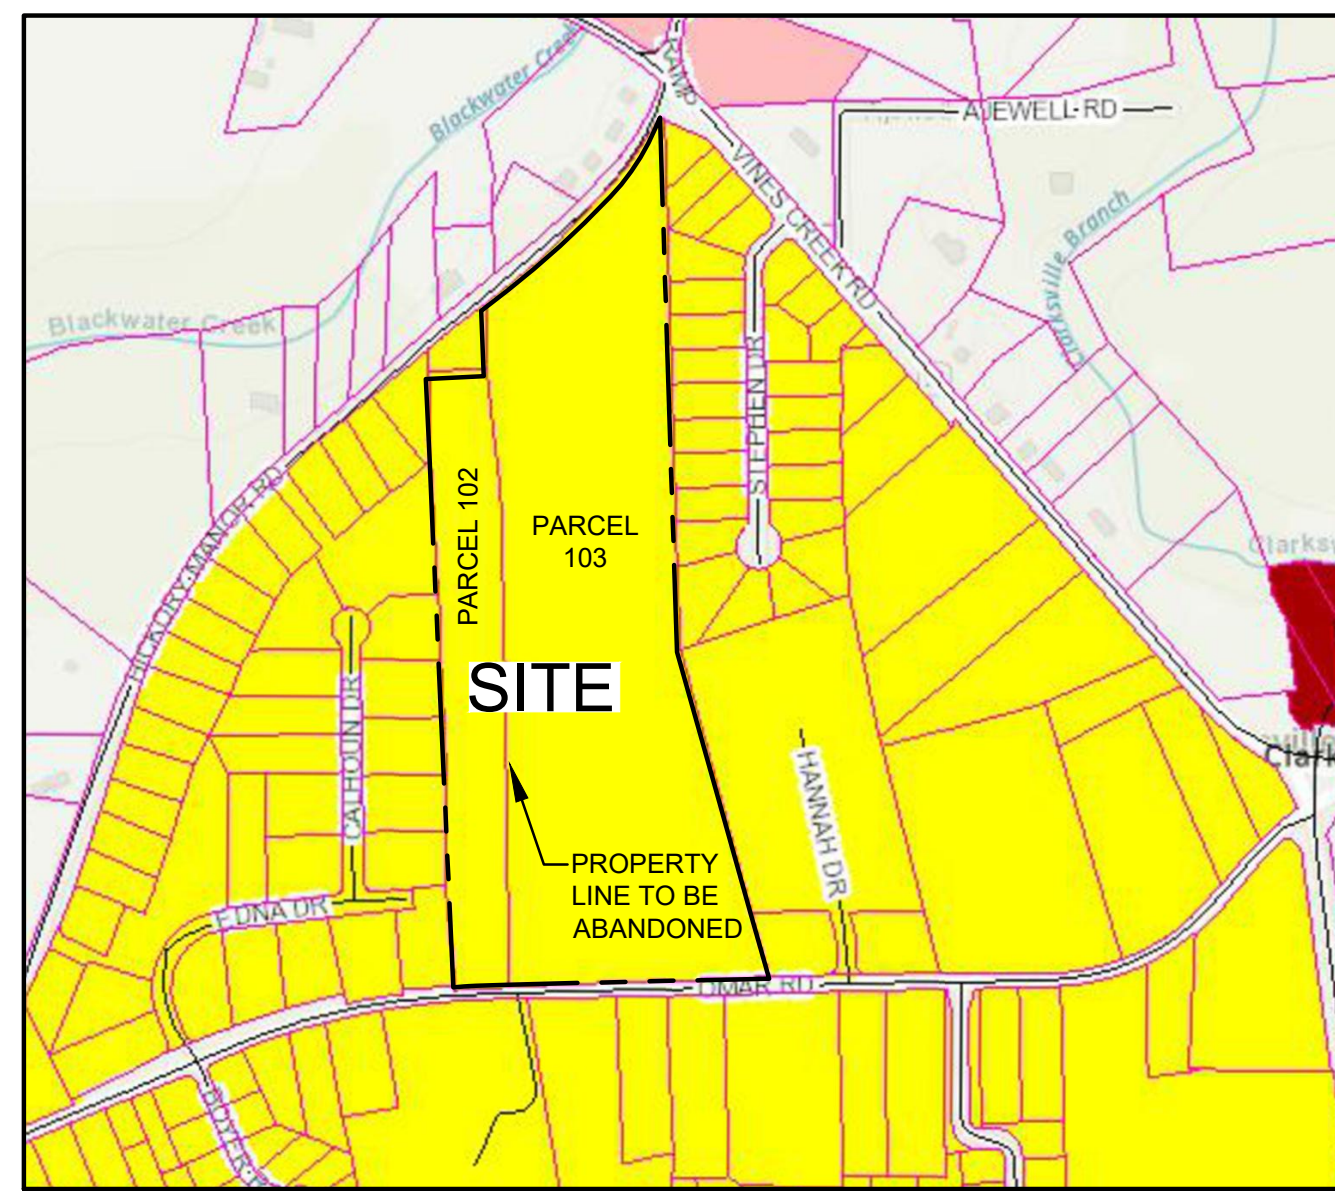 Blackwater Creek
RAMP
AJEWELL RD
VINES CREEK RD
Clarksville Branch
Blackwater Creek
STEPHEN DR
HICKORY MANOR RD
PARCEL 102
PARCEL
103
SITE
CALHOUN DR
HANNAH DR
PROPERTY
LINE TO BE
ABANDONED
EDNA DR
OMAR RD